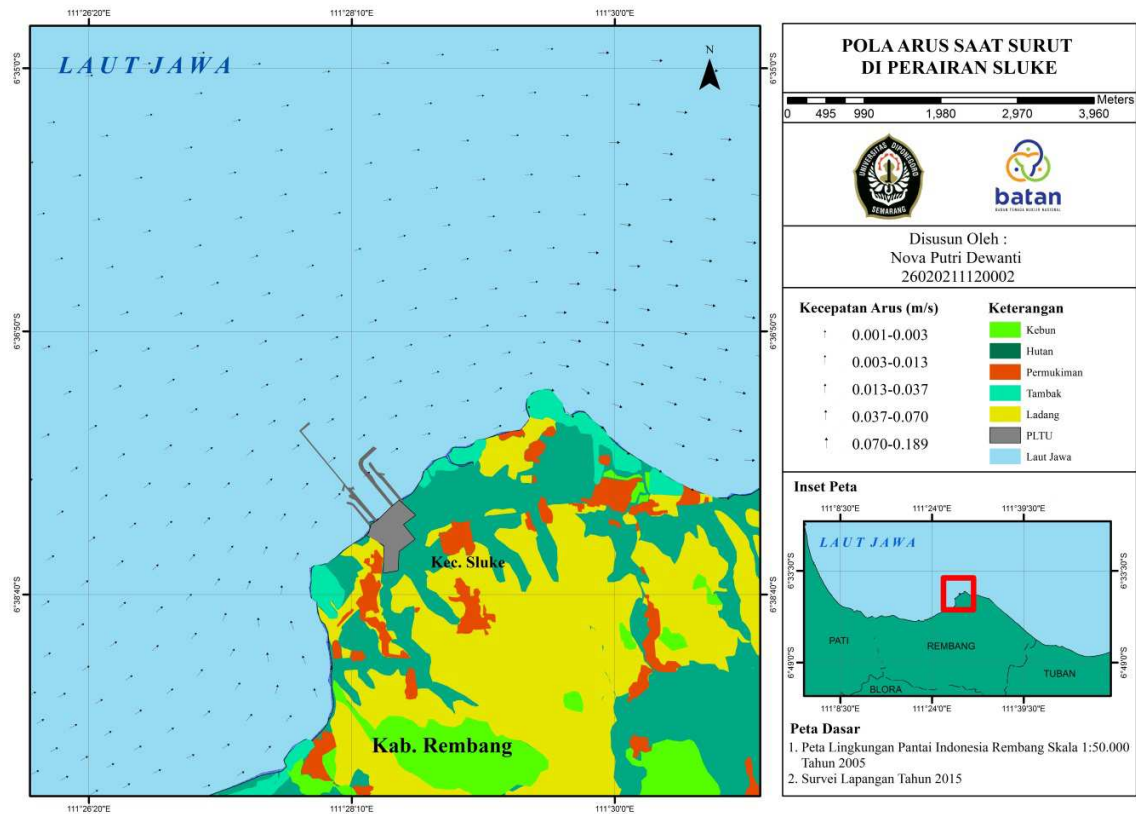 111°26'20"E
111°28'10"E
111°30'0"E
6°35'0"S
6°35'0"S
LAUT JAWA
N
6°36'50"S
6°36'50"S
Kec. Sluke
6°38'40"S
6°38'40"S
Kab. Rembang
111°26'20"E
111°28'10"E
111°30'0"E
POLA ARUS SAAT SURUT
DI PERAIRAN SLUKE
Meters
0 495 990 1,980 2,970 3,960
UNIVERSITAS DIPONEGORO
SEMARANG
batan
BADAN TENAGA NUKLIR NASIONAL
Disusun Oleh :
Nova Putri Dewanti
26020211120002
Kecepatan Arus (m/s)
0.001-0.003
0.003-0.013
0.013-0.037
0.037-0.070
0.070-0.189
Keterangan
Kebun
Hutan
Permukiman
Tambak
Ladang
PLTU
Laut Jawa
Inset Peta
111°8'30"E
111°24'0"E
111°39'30"E
LAUT JAWA
6°33'30"S
6°33'30"S
PATI
REMBANG
TUBAN
BLORA
6°49'0"S
6°49'0"S
111°8'30"E
111°24'0"E
111°39'30"E
Peta Dasar
1. Peta Lingkungan Pantai Indonesia Rembang Skala 1:50.000
Tahun 2005
2. Survei Lapangan Tahun 2015